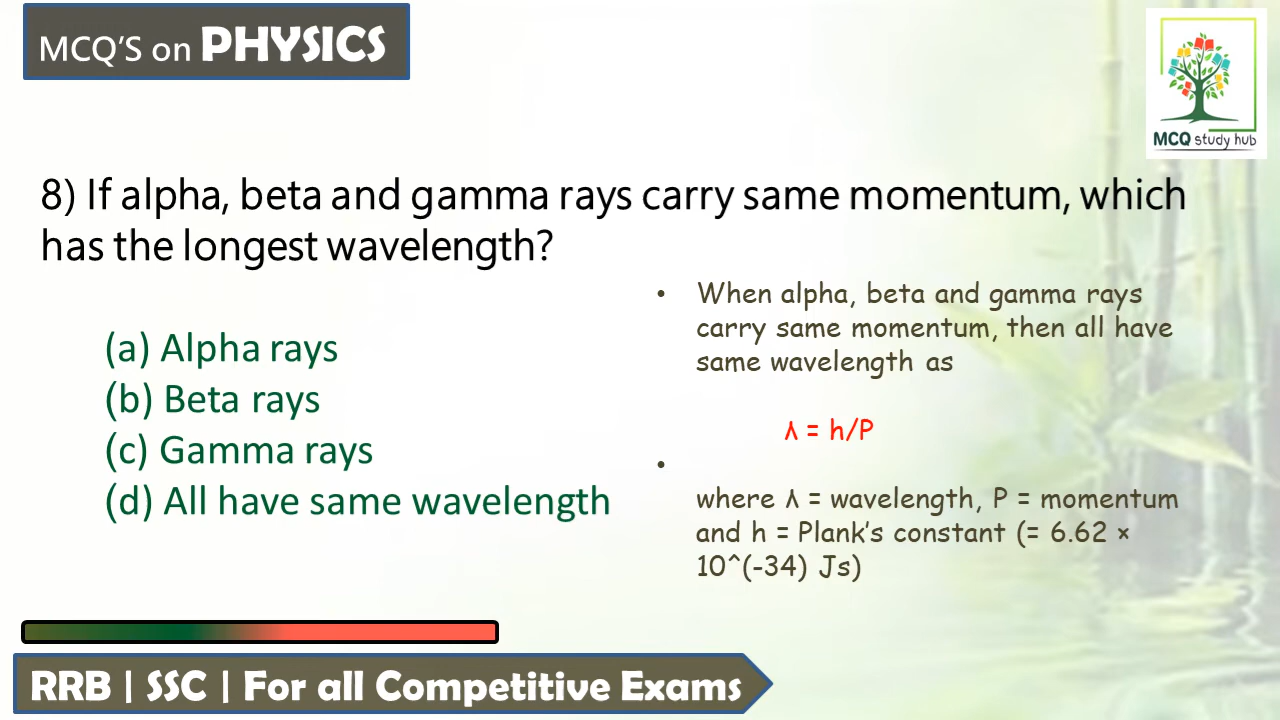 MCQ'S on PHYSICS
MCQ study hub
8) If alpha, beta and gamma rays carry same momentum, which
has the longest wavelength?
(a) Alpha rays
(b) Beta rays
(c) Gamma rays
(d) All have same wavelength
• When alpha, beta and gamma rays
carry same momentum, then all have
same wavelength as
⅄ = h/P
•
where ⅄ = wavelength, P = momentum
and h = Plank's constant (= 6.62 ×
10^(-34) Js)
RRB | SSC | For all Competitive Exams